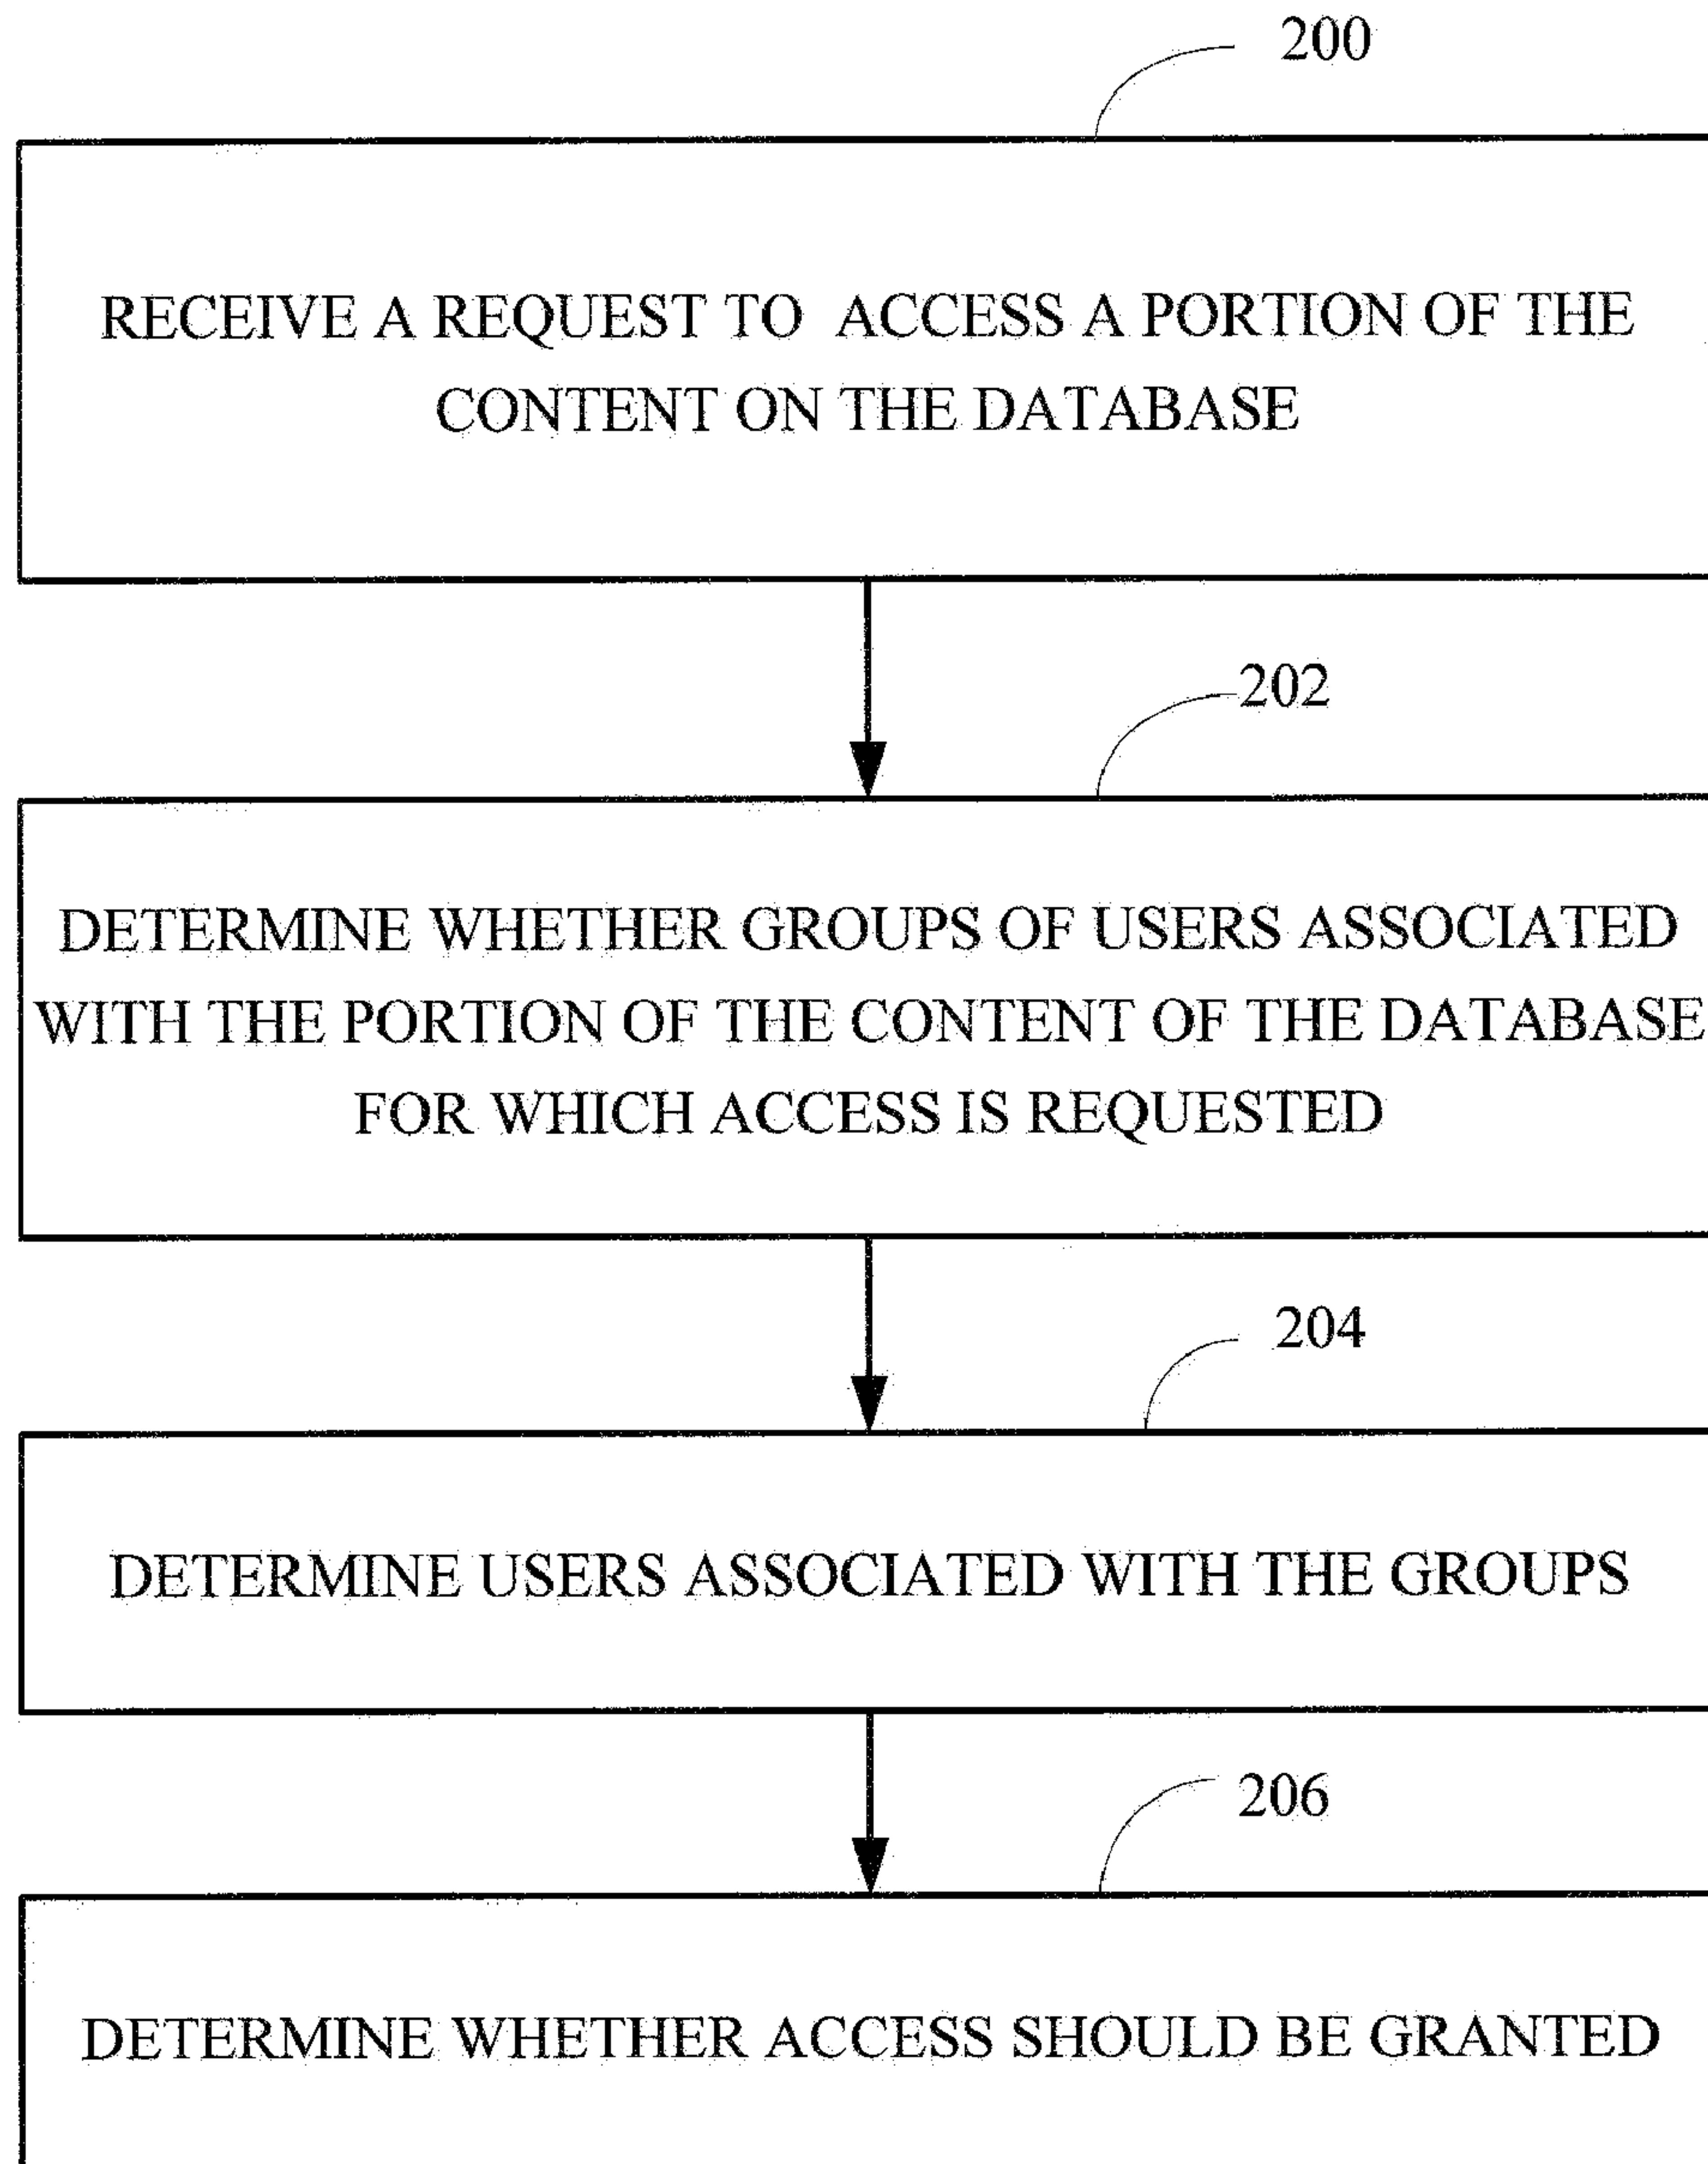 200
RECEIVE A REQUEST TO ACCESS A PORTION OF THE
CONTENT ON THE DATABASE
202
DETERMINE WHETHER GROUPS OF USERS ASSOCIATED
WITH THE PORTION OF THE CONTENT OF THE DATABASE
FOR WHICH ACCESS IS REQUESTED
204
DETERMINE USERS ASSOCIATED WITH THE GROUPS
206
DETERMINE WHETHER ACCESS SHOULD BE GRANTED